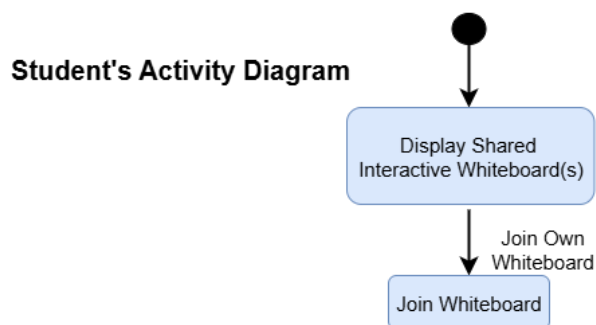 Student's Activity Diagram
Display Shared
Interactive Whiteboard(s)
Join Own
Whiteboard
Join Whiteboard